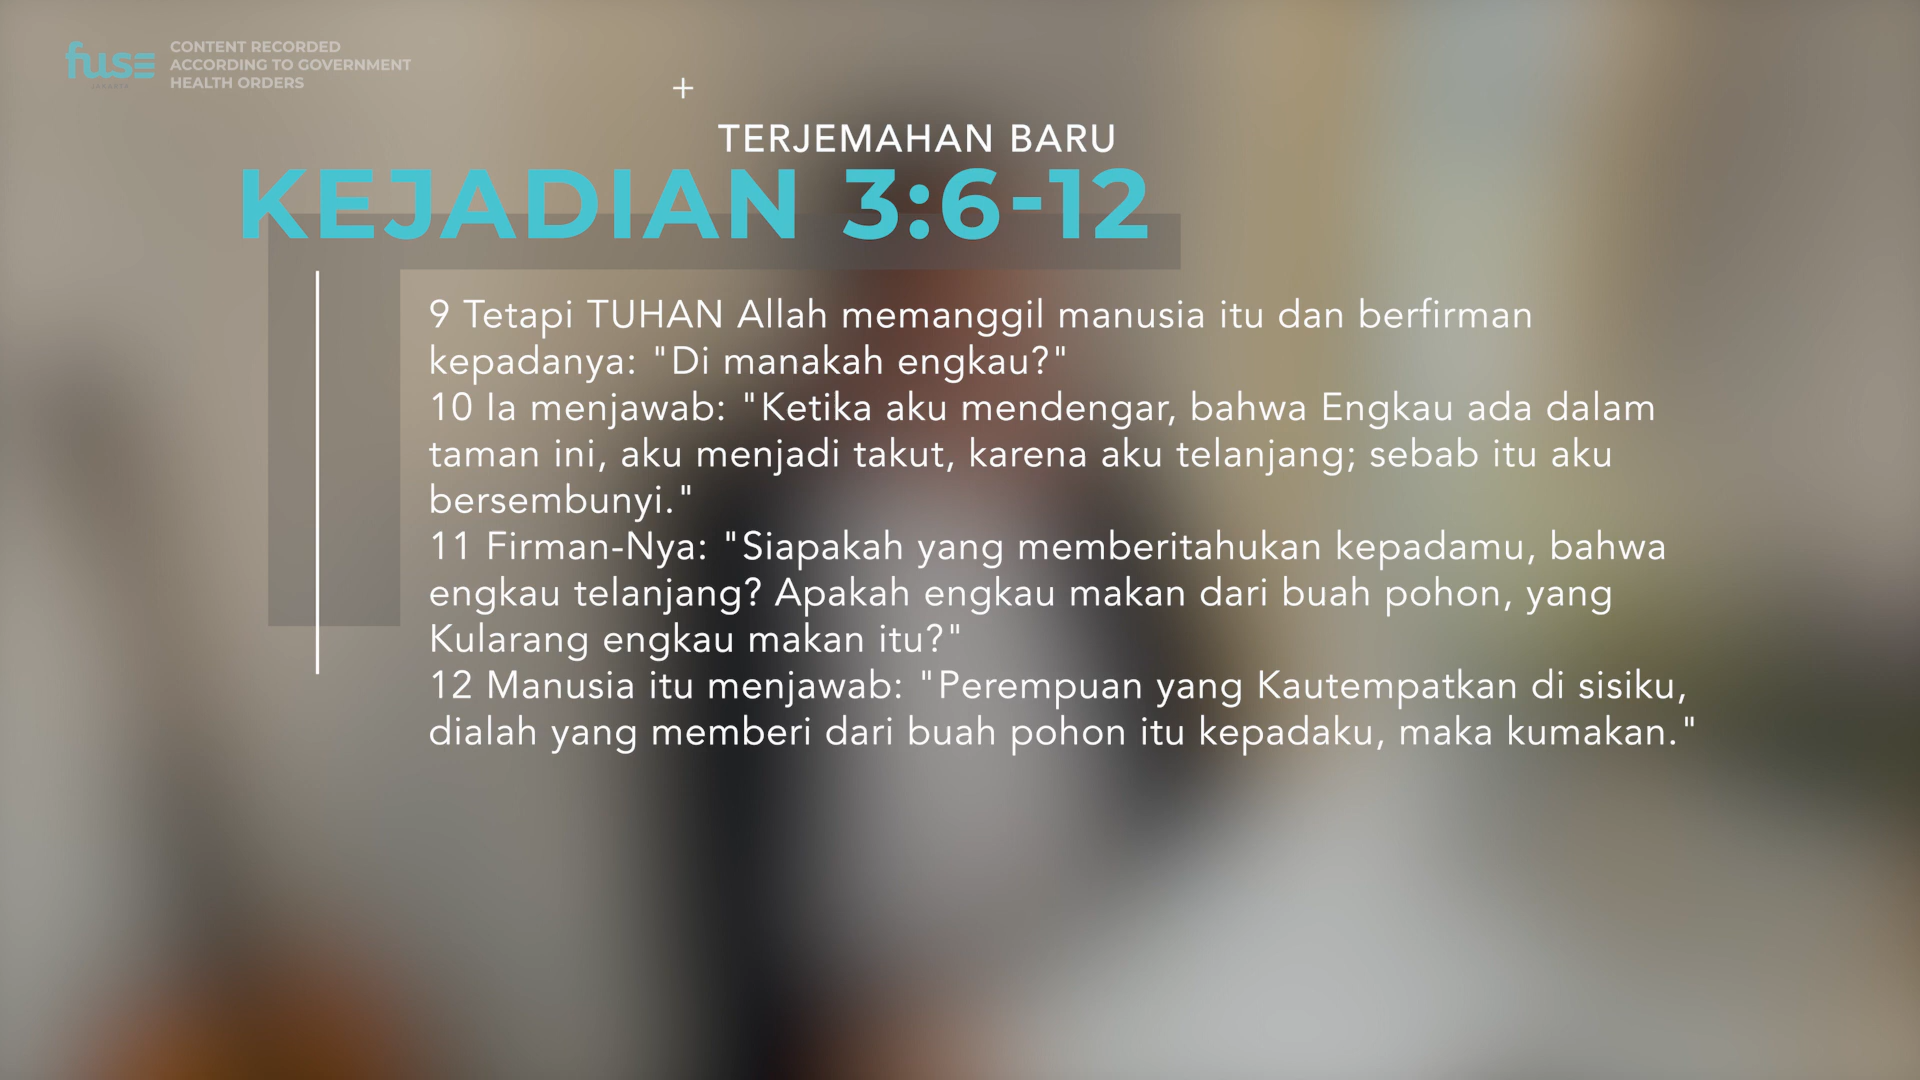 fuse
CONTENT RECORDED
ACCORDING TO GOVERNMENT
HEALTH ORDERS
TERJEMAHAN BARU
KEJADIAN 3:6-12
9 Tetapi TUHAN Allah memanggil manusia itu dan berfirman
kepadanya: "Di manakah engkau?"
10 Ia menjawab: "Ketika aku mendengar, bahwa Engkau ada dalam
taman ini, aku menjadi takut, karena aku telanjang; sebab itu aku
bersembunyi."
11 Firman-Nya: "Siapakah yang memberitahukan kepadamu, bahwa
engkau telanjang? Apakah engkau makan dari buah pohon, yang
Kularang engkau makan itu?"
12 Manusia itu menjawab: "Perempuan yang Kautempatkan di sisiku,
dialah yang memberi dari buah pohon itu kepadaku, maka kumakan."